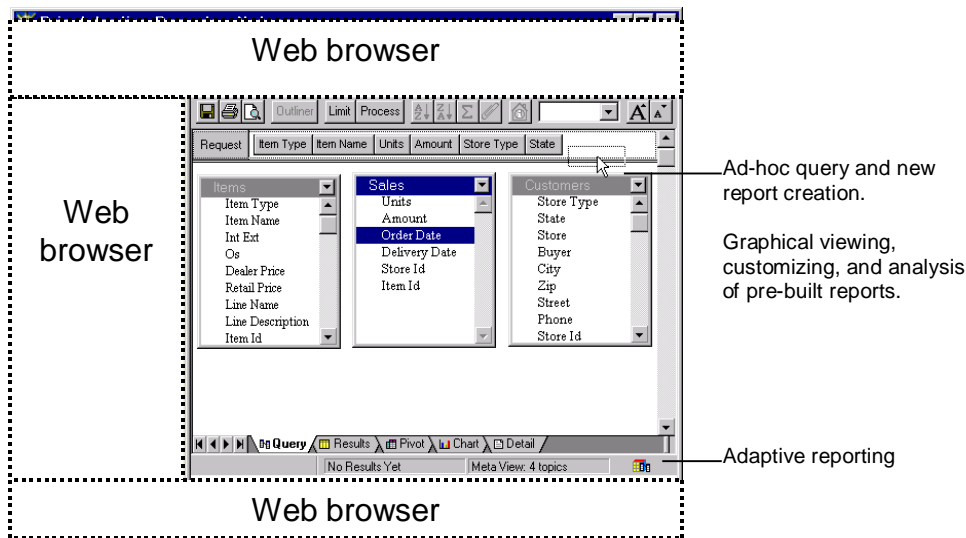 Web browser
Outliner Limit Process
Request Item Type Item Name Units Amount Store Type State
Items
Item Type
Item Name
Int Ext
Os
Dealer Price
Retail Price
Line Name
Line Description
Item Id
Sales
Units
Amount
Order Date
Delivery Date
Store Id
Item Id
Customers
Store Type
State
Store
Buyer
City
Zip
Street
Phone
Store Id
Web
browser
Ad-hoc query and new
report creation.
Graphical viewing,
customizing, and analysis
of pre-built reports.
Query Results Pivot Chart Detail
No Results Yet Meta View: 4 topics
Adaptive reporting
Web browser